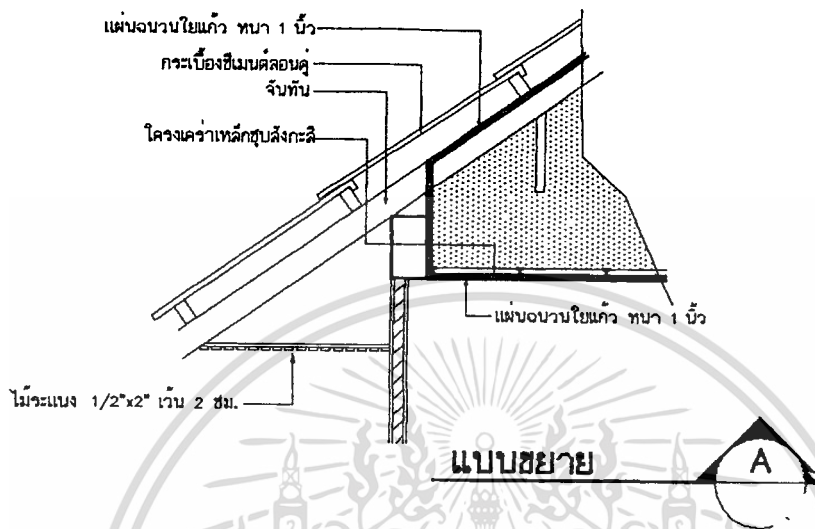 แผ่นฉนวนใยแก้ว หนา 1 นิ้ว
กระเบื้องซีเมนต์ลอนคู่
จันทัน
โครงเคร่าเหล็กชุบสังกะสี
แผ่นฉนวนใยแก้ว หนา 1 นิ้ว
ไม้ระแนง 1/2"x2" เว้น 2 ซม.
แบบขยาย
A